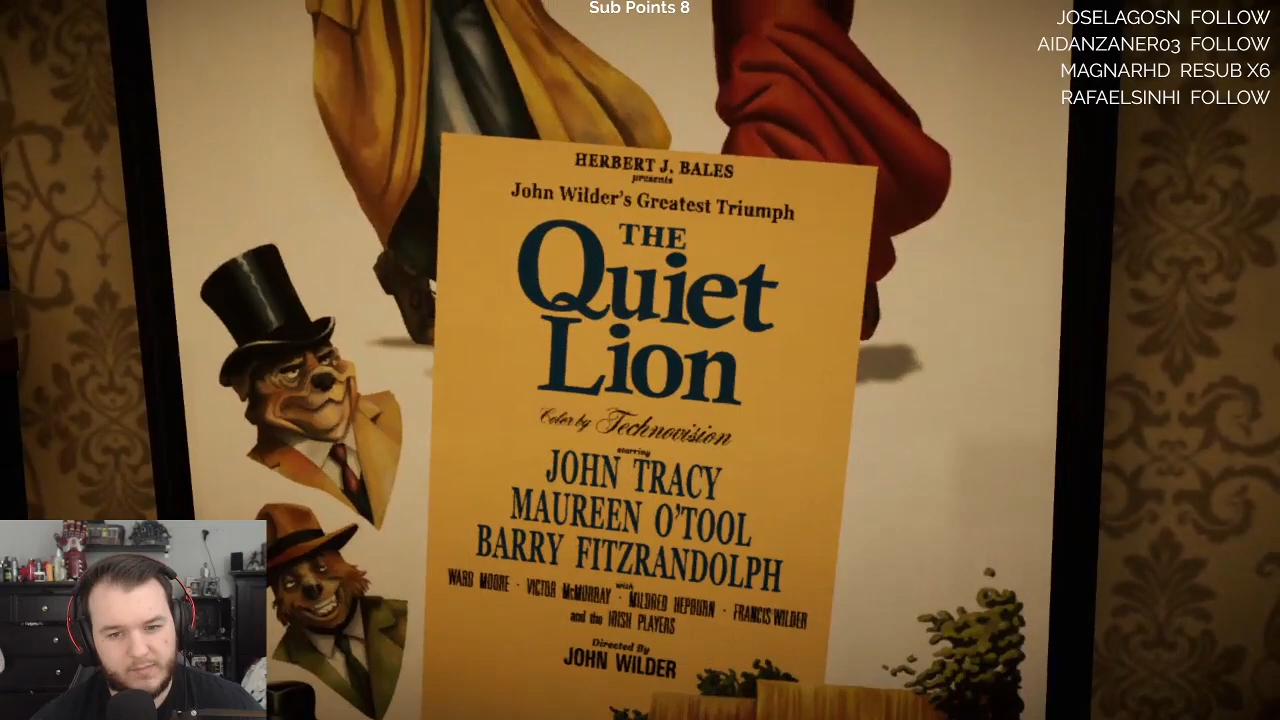 Sub Points 8
JOSELAGOSN FOLLOW
AIDANZANER03 FOLLOW
MAGNARHD RESUB X6
RAFAELSINHI FOLLOW
HERBERT J. BALES
presents
John Wilder's Greatest Triumph
THE
Quiet
Lion
Color by Technovision
starring
JOHN TRACY
MAUREEN O'TOOL
BARRY FITZRANDOLPH
with
WARD MOORE · VICTOR McMURRAY · MILDRED HEPBURN · FRANCIS WILDER
and the IRISH PLAYERS
Directed By
JOHN WILDER